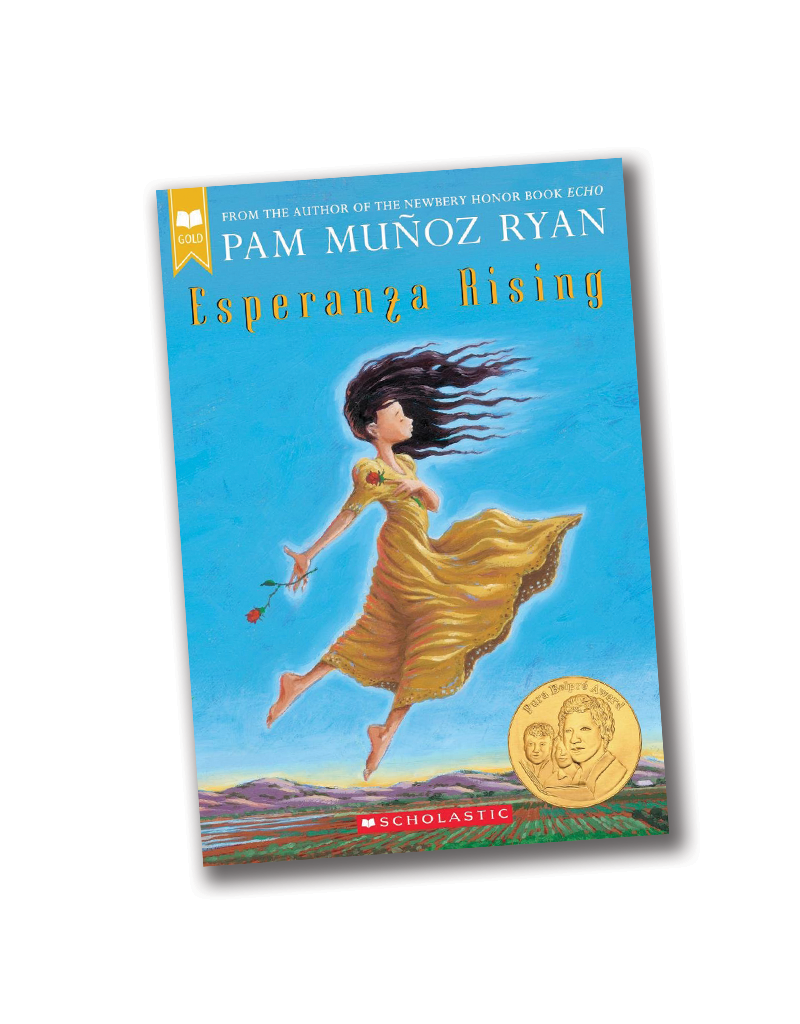 FROM THE AUTHOR OF THE NEWBERY HONOR BOOK ECHO
GOLD
PAM MUÑOZ RYAN
Esperanza Rising
Pura Belpré Award
SCHOLASTIC